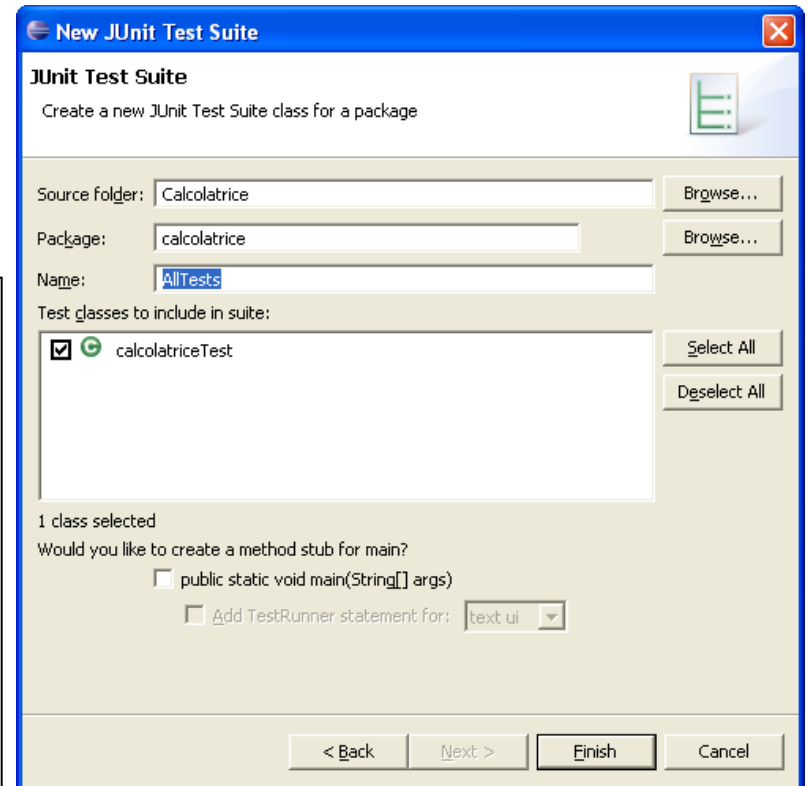 New JUnit Test Suite
JUnit Test Suite
Create a new JUnit Test Suite class for a package
Source folder: Calcolatrice Browse...
Package: calcolatrice Browse...
Name: AllTests
Test classes to include in suite:
calcolatriceTest
Select All
Deselect All
1 class selected
Would you like to create a method stub for main?
public static void main(String[] args)
Add TestRunner statement for: text ui
< Back Next > Finish Cancel